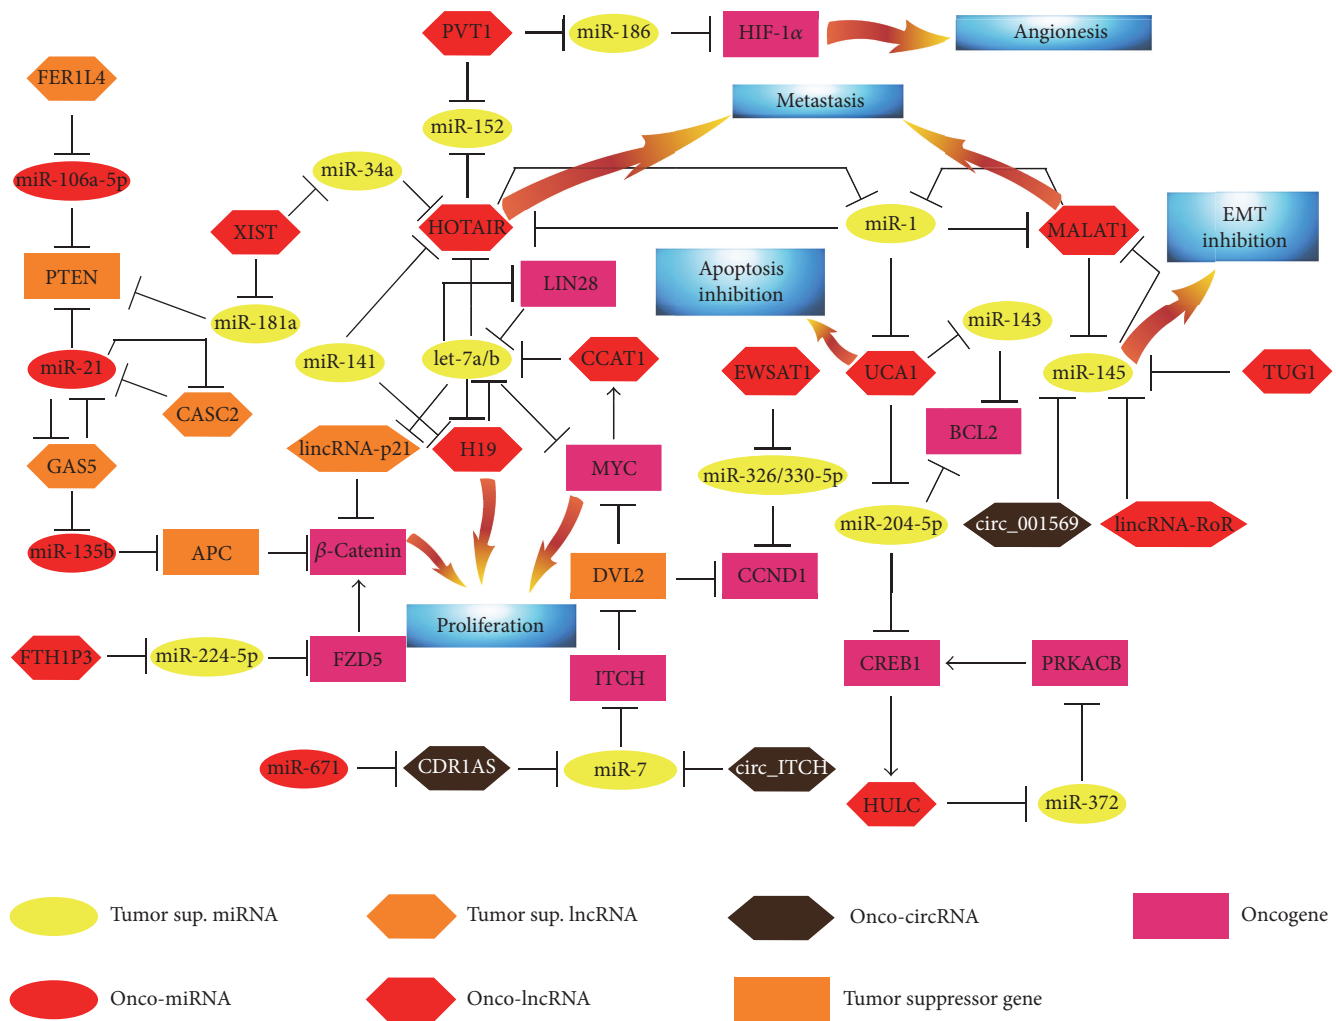 PVT1
miR-186
HIF-1α
Angionesis
FER1L4
Metastasis
miR-152
miR-34a
miR-106a-5p
XIST
HOTAIR
miR-1
MALAT1
EMT
inhibition
PTEN
LIN28
Apoptosis
inhibition
miR-181a
miR-143
miR-21
miR-141
let-7a/b
CCAT1
EWSAT1
UCA1
miR-145
TUG1
CASC2
BCL2
GAS5
lincRNA-p21
H19
MYC
miR-326/330-5p
miR-204-5p
circ_001569
lincRNA-RoR
miR-135b
APC
β-Catenin
DVL2
CCND1
Proliferation
FTH1P3
miR-224-5p
FZD5
ITCH
CREB1
PRKACB
miR-671
CDR1AS
miR-7
circ_ITCH
HULC
miR-372
Tumor sup. miRNA
Tumor sup. lncRNA
Onco-circRNA
Oncogene
Onco-miRNA
Onco-lncRNA
Tumor suppressor gene